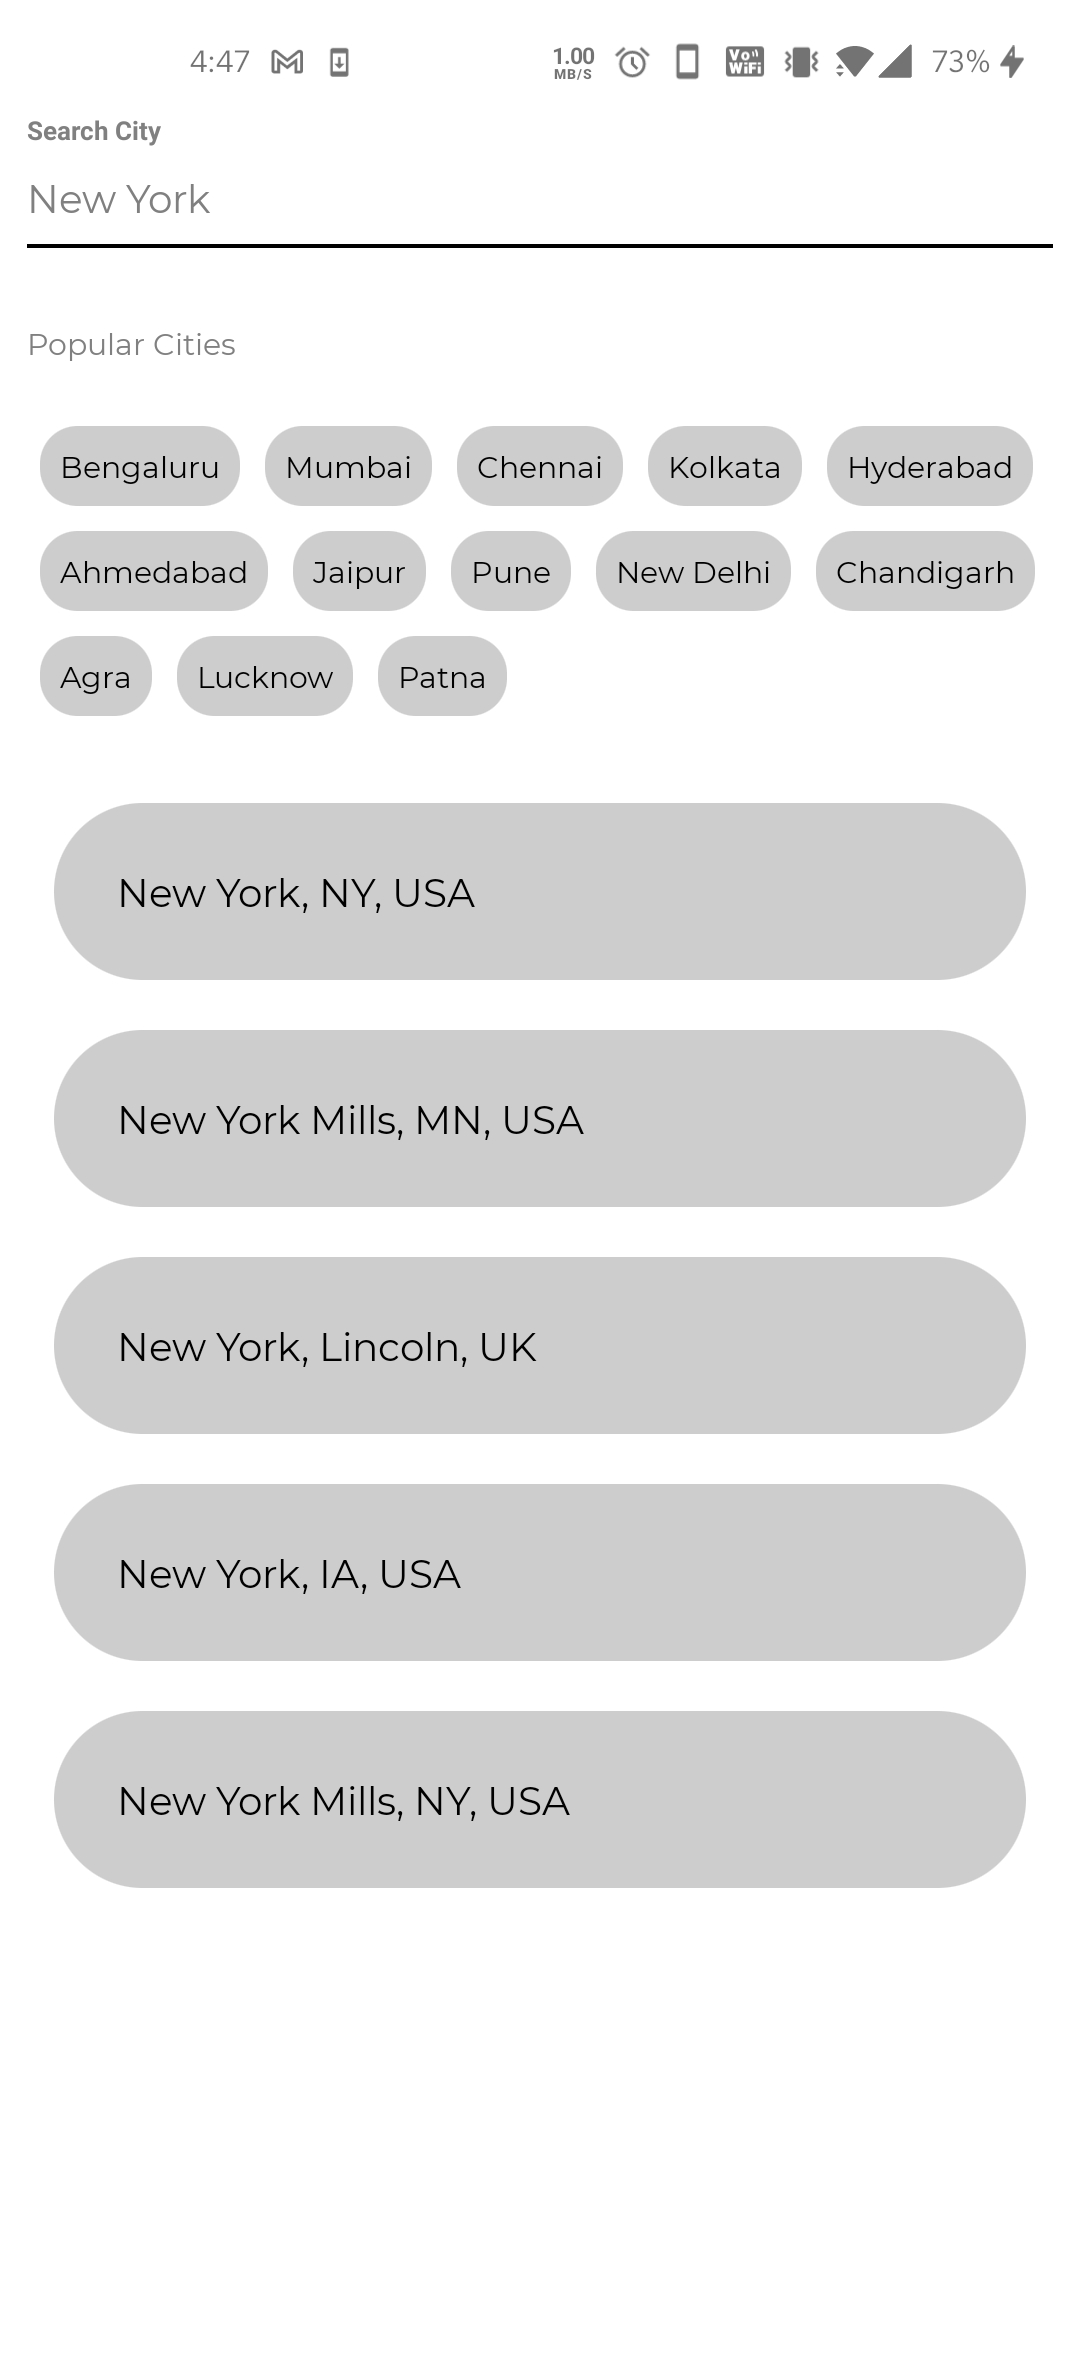 4:47 1.00 MB/S Vo WiFi 73%
Search City
New York
Popular Cities
Bengaluru Mumbai Chennai Kolkata Hyderabad
Ahmedabad Jaipur Pune New Delhi Chandigarh
Agra Lucknow Patna
New York, NY, USA
New York Mills, MN, USA
New York, Lincoln, UK
New York, IA, USA
New York Mills, NY, USA